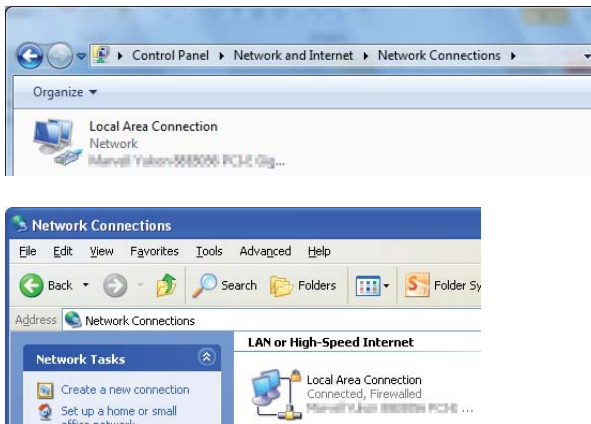 Control Panel ▸ Network and Internet ▸ Network Connections ▸
Organize ▾
Local Area Connection
Network
Network Connections
File Edit View Favorites Tools Advanced Help
Back Search Folders Folder Sy
Address Network Connections
Network Tasks
Create a new connection
Set up a home or small
office network
LAN or High-Speed Internet
Local Area Connection
Connected, Firewalled